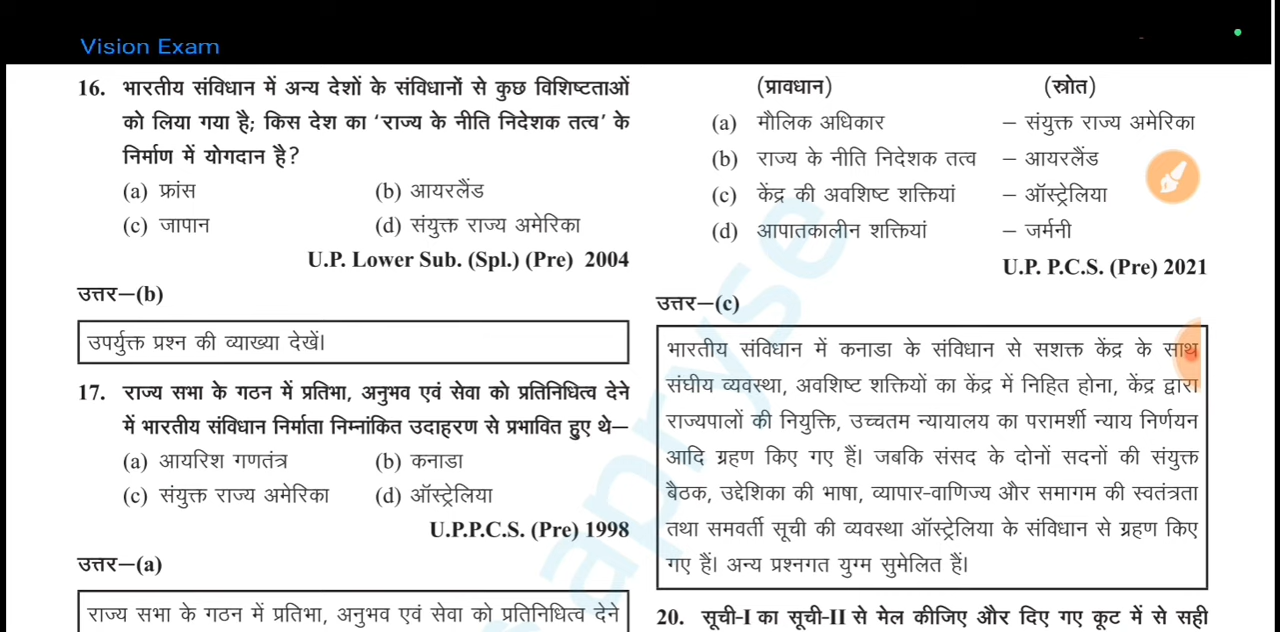 Vision Exam
16. भारतीय संविधान में अन्य देशों के संविधानों से कुछ विशिष्टताओं
को लिया गया है; किस देश का ‘राज्य के नीति निदेशक तत्व’ के
निर्माण में योगदान है?
(a) फ्रांस (b) आयरलैंड
(c) जापान (d) संयुक्त राज्य अमेरिका
U.P. Lower Sub. (Spl.) (Pre) 2004
उत्तर–(b)
उपर्युक्त प्रश्न की व्याख्या देखें।
17. राज्य सभा के गठन में प्रतिभा, अनुभव एवं सेवा को प्रतिनिधित्व देने
में भारतीय संविधान निर्माता निम्नांकित उदाहरण से प्रभावित हुए थे–
(a) आयरिश गणतंत्र (b) कनाडा
(c) संयुक्त राज्य अमेरिका (d) ऑस्ट्रेलिया
U.P.P.C.S. (Pre) 1998
उत्तर–(a)
राज्य सभा के गठन में प्रतिभा, अनुभव एवं सेवा को प्रतिनिधित्व देने
(प्रावधान) (स्रोत)
(a) मौलिक अधिकार – संयुक्त राज्य अमेरिका
(b) राज्य के नीति निदेशक तत्व – आयरलैंड
(c) केंद्र की अवशिष्ट शक्तियां – ऑस्ट्रेलिया
(d) आपातकालीन शक्तियां – जर्मनी
U.P. P.C.S. (Pre) 2021
उत्तर–(c)
भारतीय संविधान में कनाडा के संविधान से सशक्त केंद्र के साथ
संघीय व्यवस्था, अवशिष्ट शक्तियों का केंद्र में निहित होना, केंद्र द्वारा
राज्यपालों की नियुक्ति, उच्चतम न्यायालय का परामर्शी न्याय निर्णयन
आदि ग्रहण किए गए हैं। जबकि संसद के दोनों सदनों की संयुक्त
बैठक, उद्देशिका की भाषा, व्यापार-वाणिज्य और समागम की स्वतंत्रता
तथा समवर्ती सूची की व्यवस्था ऑस्ट्रेलिया के संविधान से ग्रहण किए
गए हैं। अन्य प्रश्नगत युग्म सुमेलित हैं।
20. सूची-I का सूची-II से मेल कीजिए और दिए गए कूट में से सही